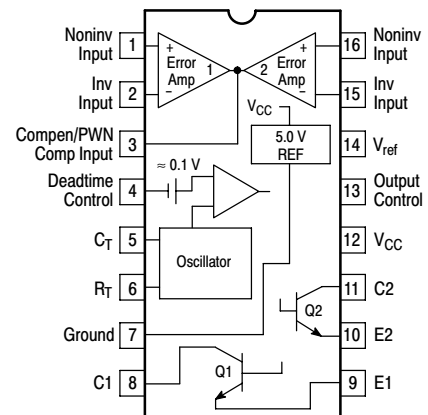 Noninv
Input
1
+
Error
Amp
1
2
+
Error
Amp
16
Noninv
Input
Inv
Input
2
−
−
15
Inv
Input
Compen/PWN
Comp Input
3
VCC
5.0 V
REF
14
Vref
≈ 0.1 V
Deadtime
Control
4
13
Output
Control
CT
5
Oscillator
12
VCC
RT
6
11
C2
Q2
Ground
7
10
E2
C1
8
Q1
9
E1